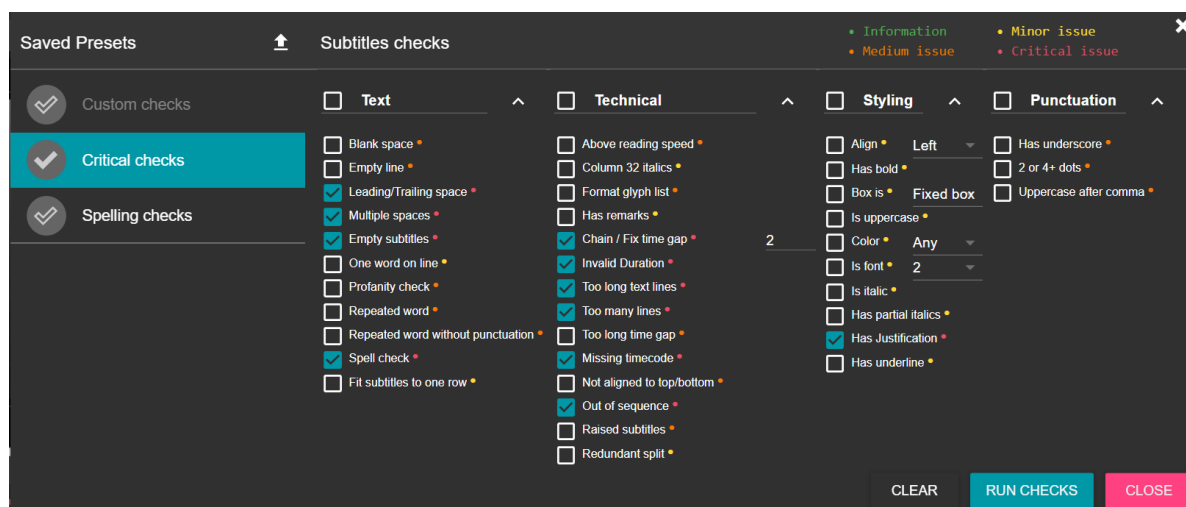 Saved Presets
Custom checks
Critical checks
Spelling checks
Subtitles checks
• Information
• Medium issue
• Minor issue
• Critical issue
Text
Blank space •
Empty line •
Leading/Trailing space •
Multiple spaces •
Empty subtitles •
One word on line •
Profanity check •
Repeated word •
Repeated word without punctuation •
Spell check •
Fit subtitles to one row •
Technical
Above reading speed •
Column 32 italics •
Format glyph list •
Has remarks •
Chain / Fix time gap • 2
Invalid Duration •
Too long text lines •
Too many lines •
Too long time gap •
Missing timecode •
Not aligned to top/bottom •
Out of sequence •
Raised subtitles •
Redundant split •
Styling
Align • Left
Has bold •
Box is • Fixed box
Is uppercase •
Color • Any
Is font • 2
Is italic •
Has partial italics •
Has Justification •
Has underline •
Punctuation
Has underscore •
2 or 4+ dots •
Uppercase after comma •
CLEAR
RUN CHECKS
CLOSE